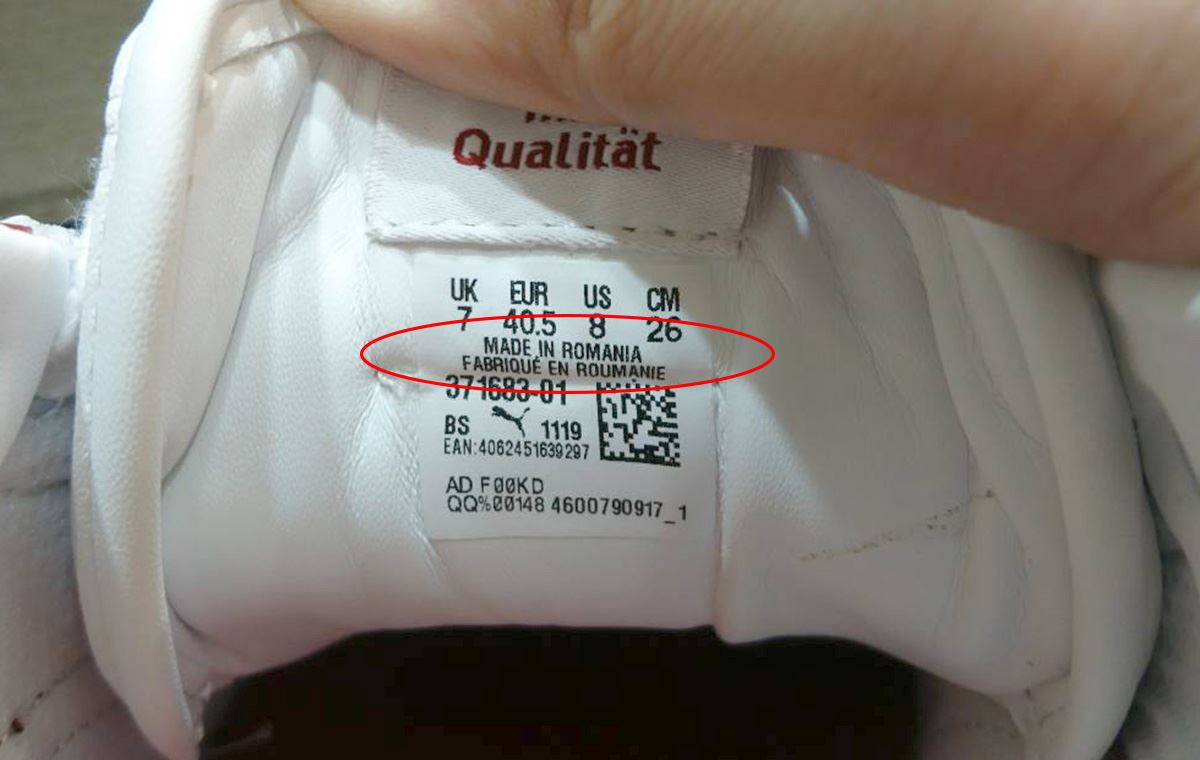 Qualität
UK EUR US CM
7 40.5 8 26
MADE IN ROMANIA
FABRIQUÉ EN ROUMANIE
371683-01
BS 1119
EAN:4062451639297
AD F00KD
QQ%00148 4600790917_1